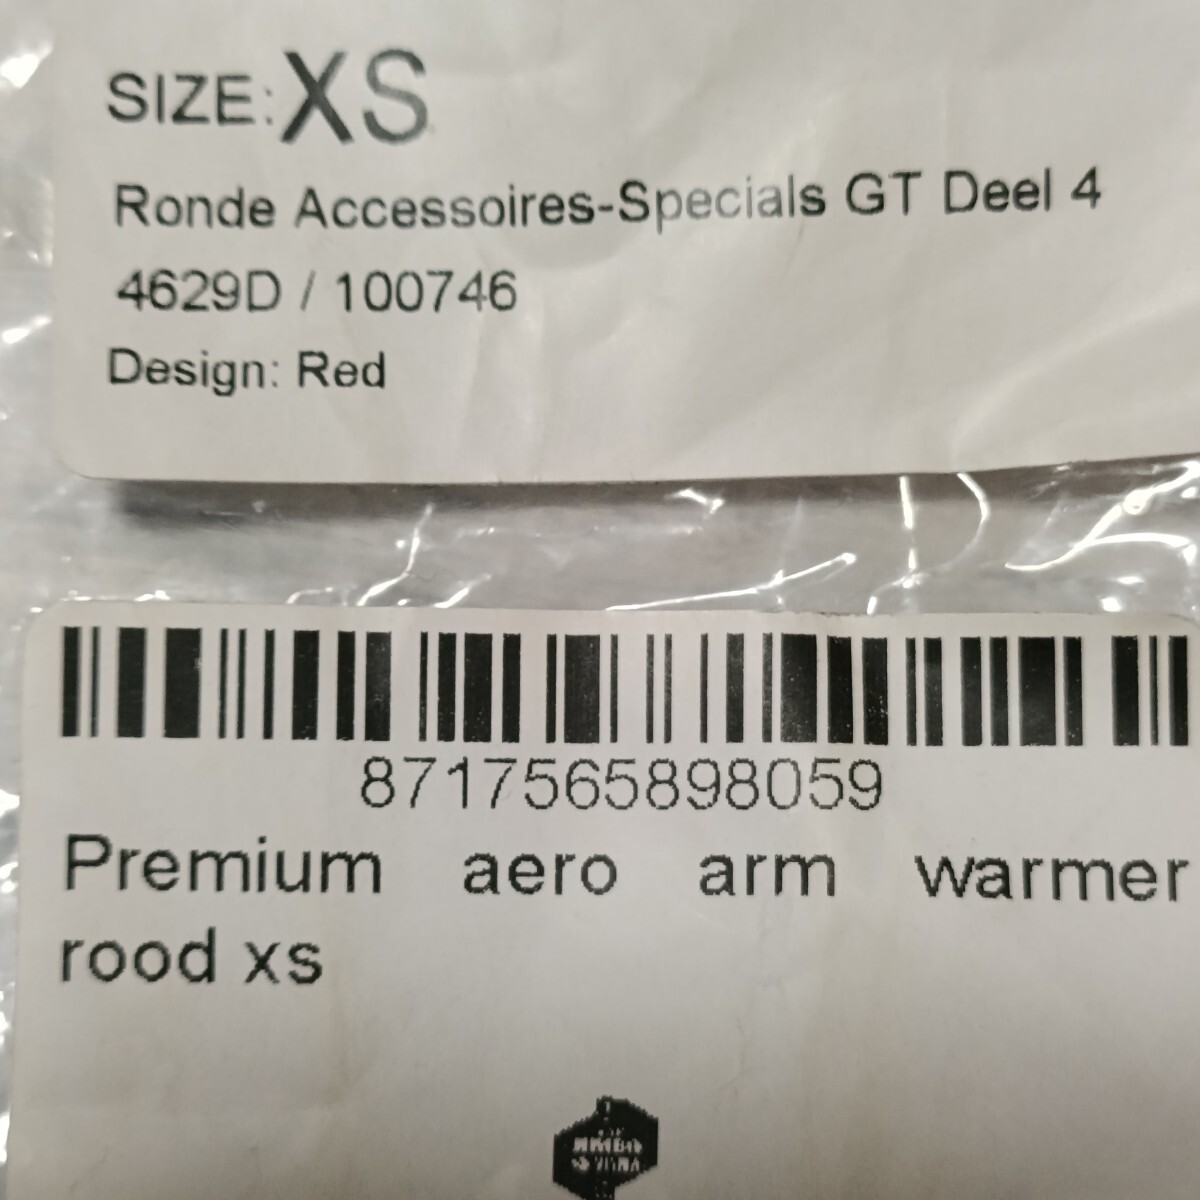 SIZE: XS
Ronde Accessoires-Specials GT Deel 4
4629D / 100746
Design: Red
8717565898059
Premium aero arm warmer
rood xs